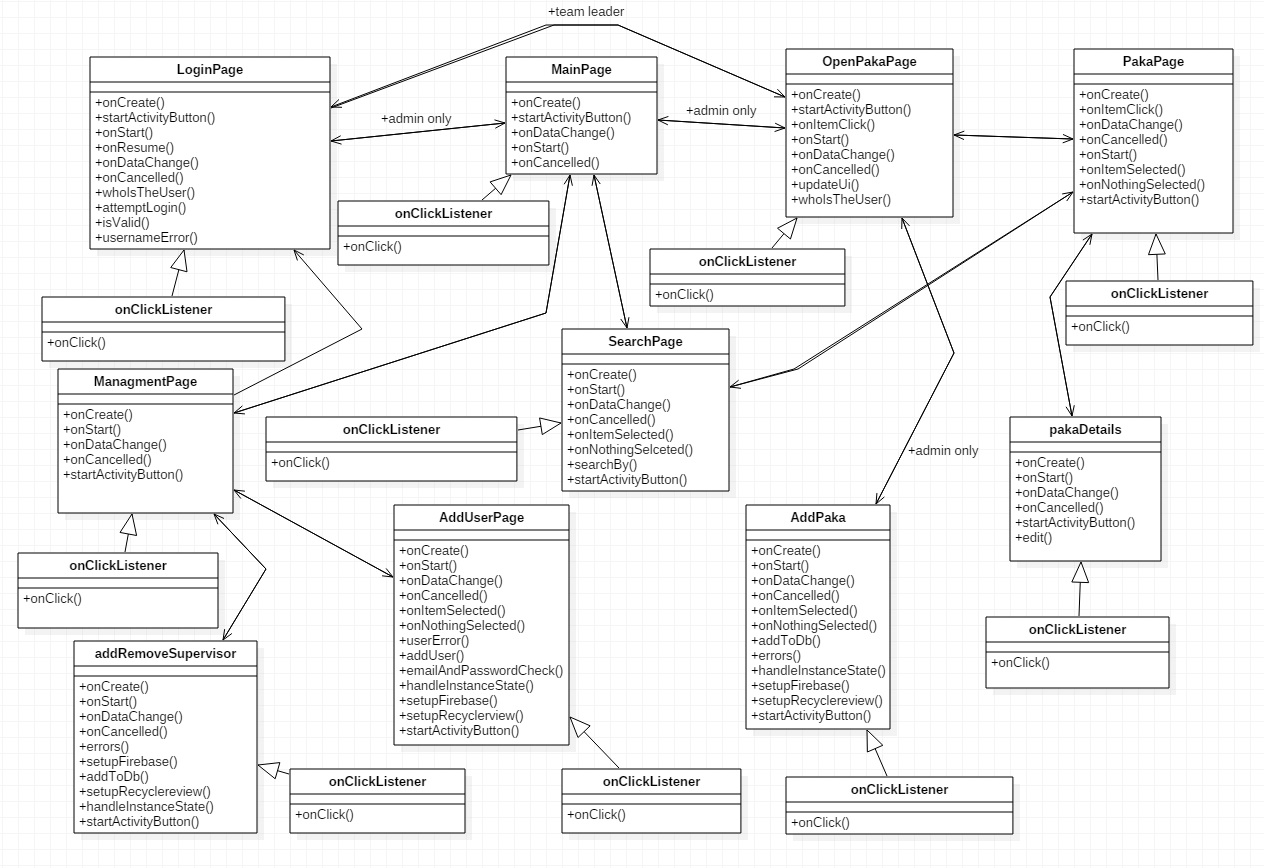 +team leader
LoginPage
+onCreate()
+startActivityButton()
+onStart()
+onResume()
+onDataChange()
+onCancelled()
+whoIsTheUser()
+attemptLogin()
+isValid()
+usernameError()
+admin only
MainPage
+onCreate()
+startActivityButton()
+onDataChange()
+onStart()
+onCancelled()
+admin only
OpenPakaPage
+onCreate()
+startActivityButton()
+onItemClick()
+onStart()
+onDataChange()
+onCancelled()
+updateUi()
+whoIsTheUser()
PakaPage
+onCreate()
+onItemClick()
+onDataChange()
+onCancelled()
+onStart()
+onItemSelected()
+onNothingSelected()
+startActivityButton()
onClickListener
+onClick()
onClickListener
+onClick()
onClickListener
+onClick()
onClickListener
+onClick()
ManagmentPage
+onCreate()
+onStart()
+onDataChange()
+onCancelled()
+startActivityButton()
SearchPage
+onCreate()
+onStart()
+onDataChange()
+onCancelled()
+onItemSelected()
+onNothingSelceted()
+searchBy()
+startActivityButton()
onClickListener
+onClick()
+admin only
pakaDetails
+onCreate()
+onStart()
+onDataChange()
+onCancelled()
+startActivityButton()
+edit()
onClickListener
+onClick()
AddUserPage
+onCreate()
+onStart()
+onDataChange()
+onCancelled()
+onItemSelected()
+onNothingSelected()
+userError()
+addUser()
+emailAndPasswordCheck()
+handleInstanceState()
+setupFirebase()
+setupRecyclerview()
+startActivityButton()
AddPaka
+onCreate()
+onStart()
+onDataChange()
+onCancelled()
+onItemSelected()
+onNothingSelected()
+addToDb()
+errors()
+handleInstanceState()
+setupFirebase()
+setupRecyclereview()
+startActivityButton()
onClickListener
+onClick()
addRemoveSupervisor
+onCreate()
+onStart()
+onDataChange()
+onCancelled()
+errors()
+setupFirebase()
+addToDb()
+setupRecyclereview()
+handleInstanceState()
+startActivityButton()
onClickListener
+onClick()
onClickListener
+onClick()
onClickListener
+onClick()